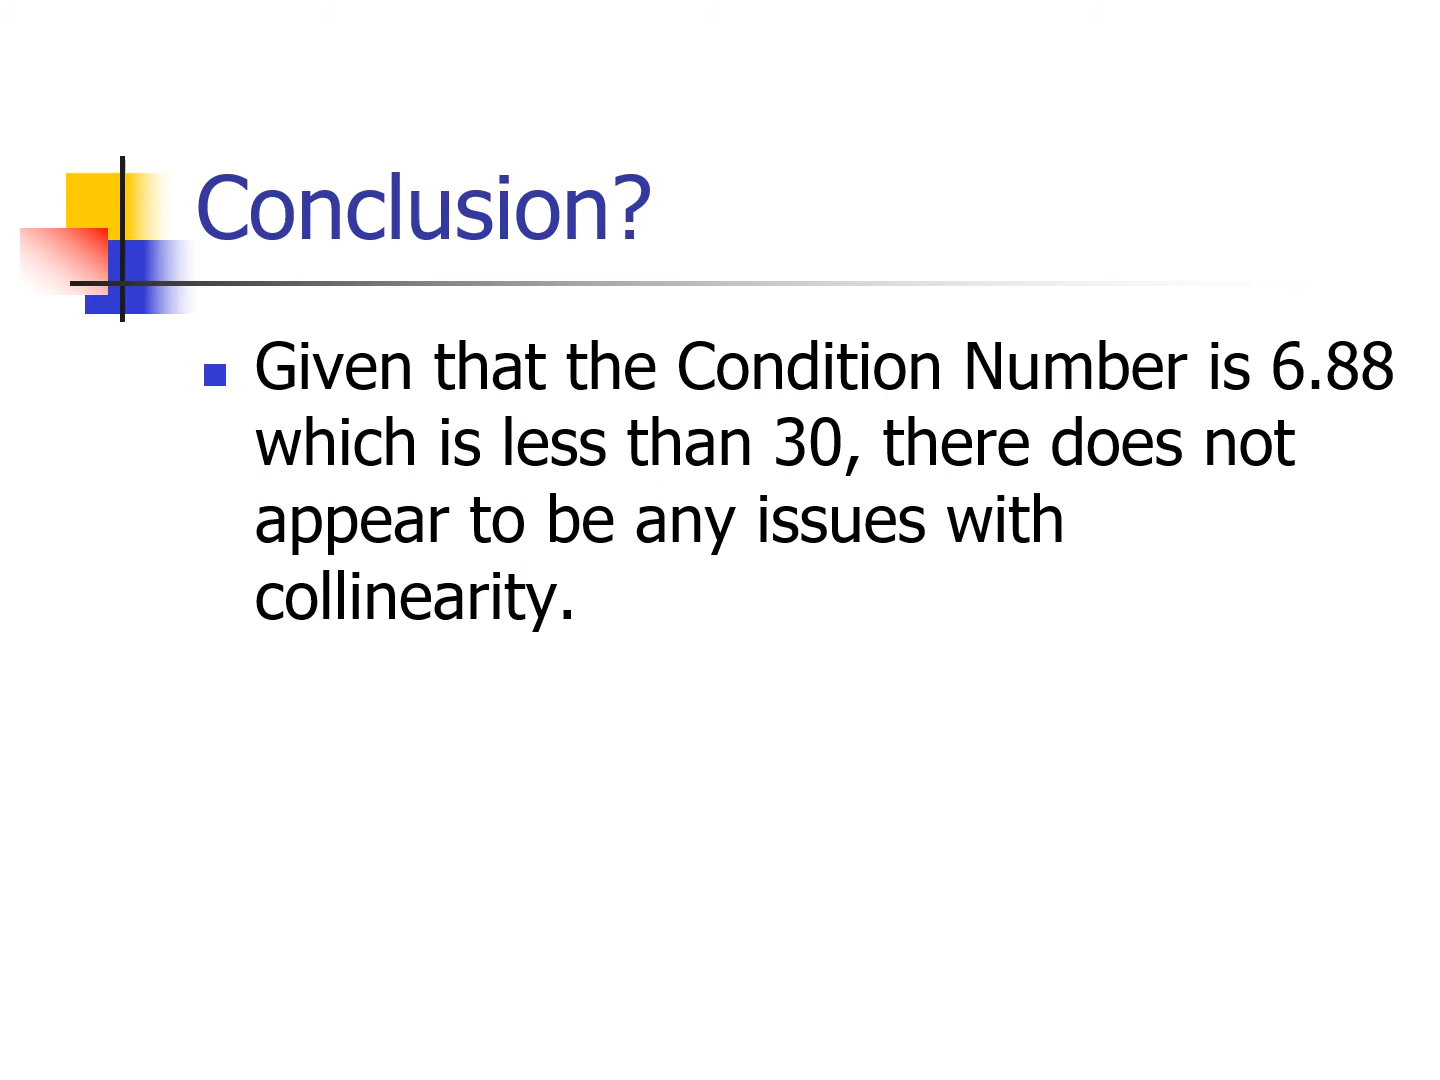 Conclusion?
Given that the Condition Number is 6.88
which is less than 30, there does not
appear to be any issues with
collinearity.